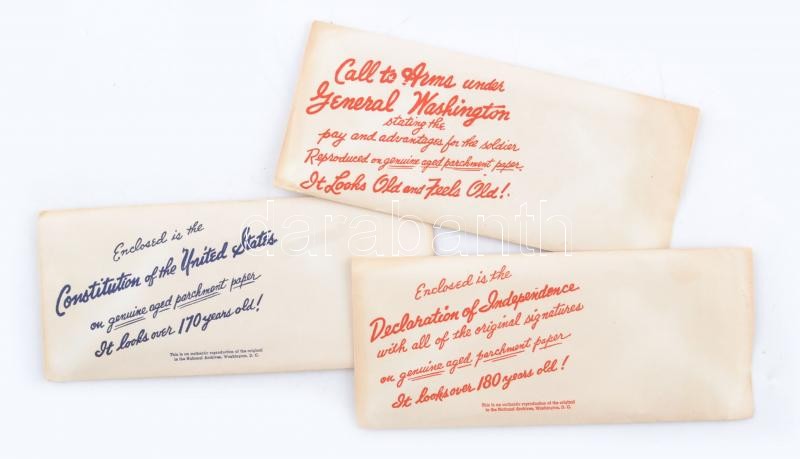 Call to Arms under
General Washington
stating the
pay and advantages for the soldier
Reproduced on genuine aged parchment paper.
It Looks Old and Feels Old!
Enclosed is the
Constitution of the United States
on genuine aged parchment paper
It looks over 170 years old!
This is an authentic reproduction of the original
in the National Archives, Washington, D. C.
Enclosed is the
Declaration of Independence
with all of the original signatures
on genuine aged parchment paper
It looks over 180 years old!
This is an authentic reproduction of the original
in the National Archives, Washington, D. C.
darabanth